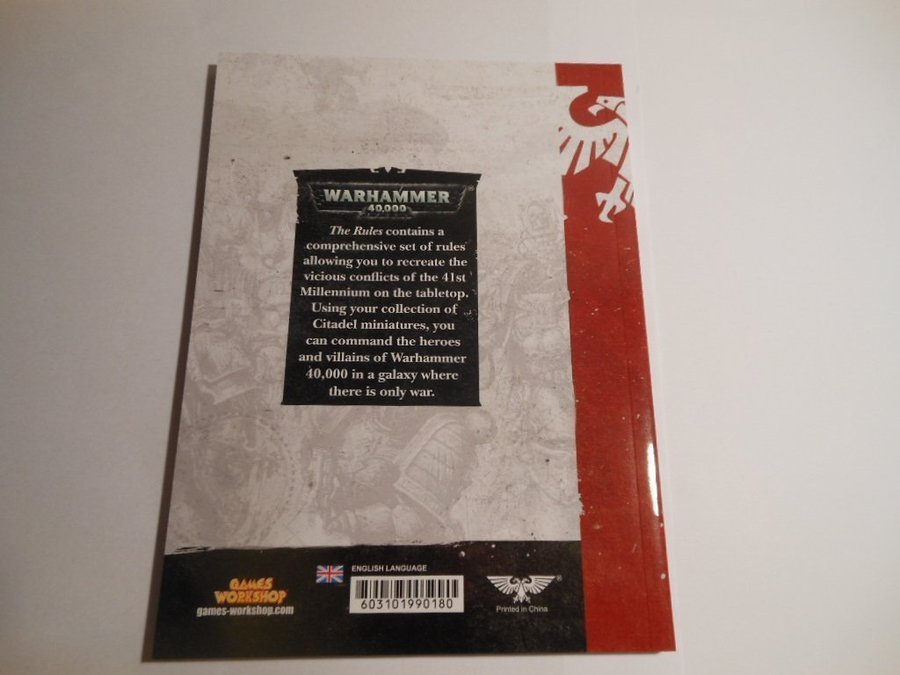 WARHAMMER®
40,000
The Rules contains a
comprehensive set of rules
allowing you to recreate the
vicious conflicts of the 41st
Millennium on the tabletop.
Using your collection of
Citadel miniatures, you
can command the heroes
and villains of Warhammer
40,000 in a galaxy where
there is only war.
GAMES
WORKSHOP
games-workshop.com
ENGLISH LANGUAGE
603101990180
®
Printed in China